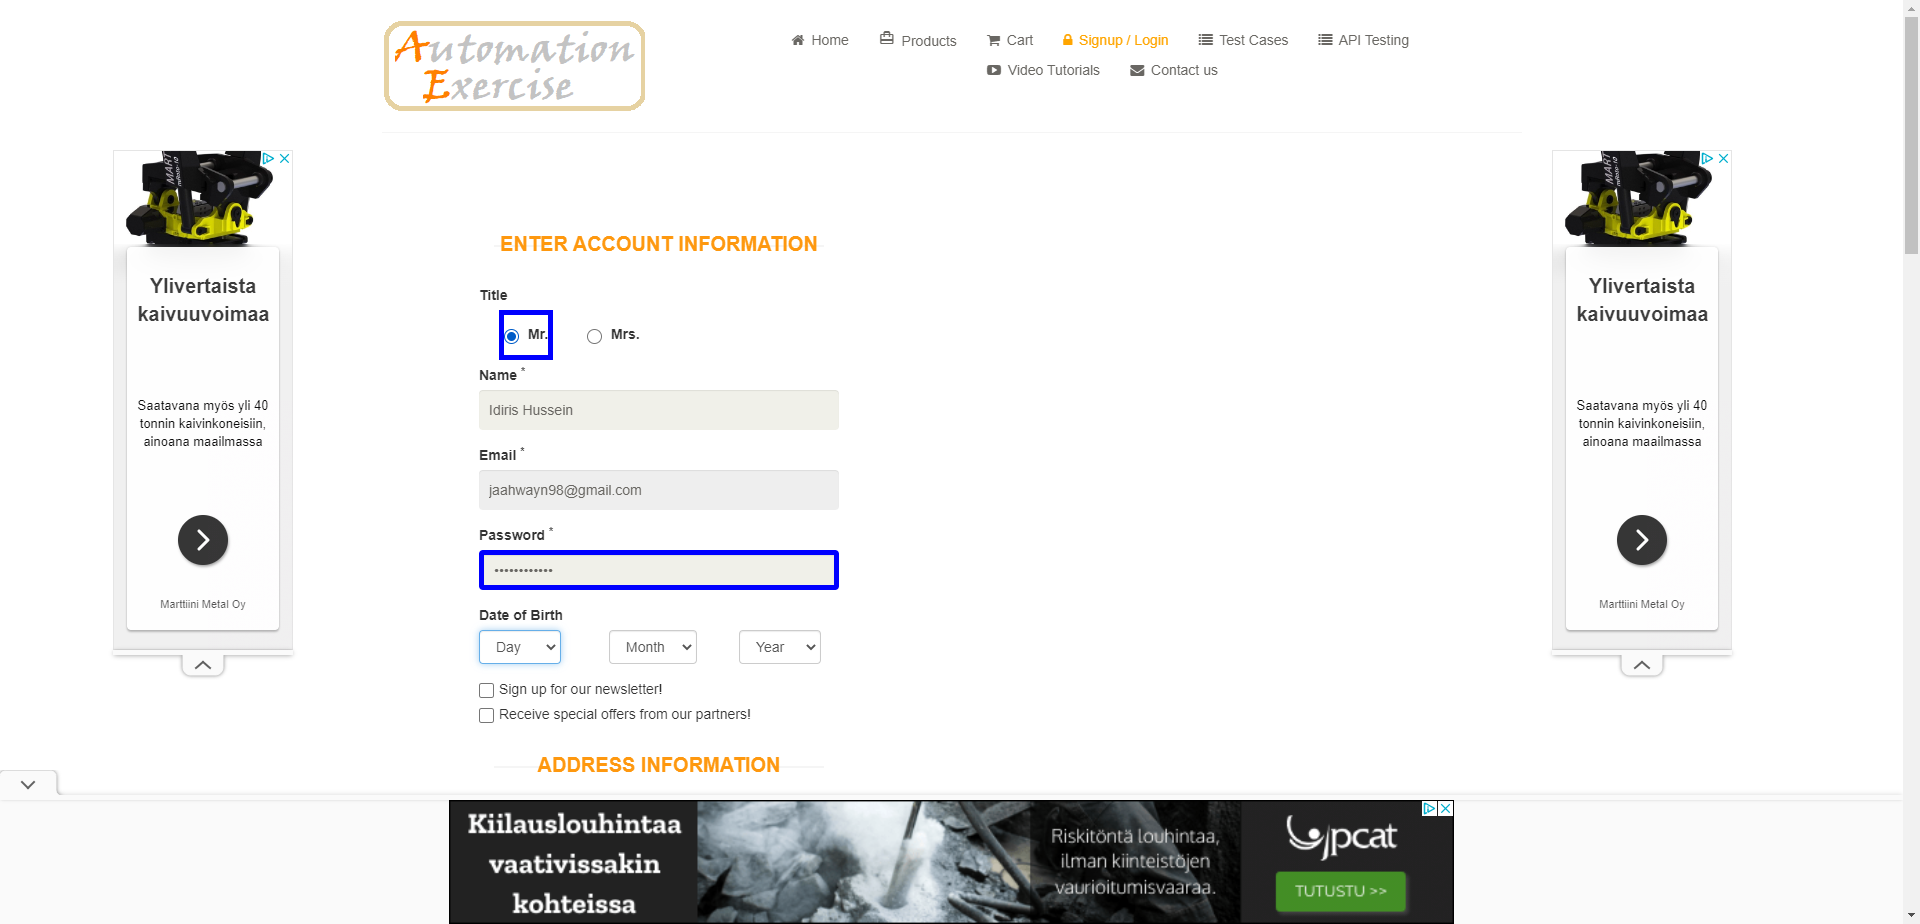 Automation
Exercise
Home
Products
Cart
Signup / Login
Test Cases
API Testing
Video Tutorials
Contact us
Ylivertaista
kaivuuvoimaa
Saatavana myös yli 40
tonnin kaivinkoneisiin,
ainoana maailmassa
Marttiini Metal Oy
ENTER ACCOUNT INFORMATION
Title
Mr.
Mrs.
Name *
Idiris Hussein
Email *
jaahwayn98@gmail.com
Password *
••••••••••••
Date of Birth
Day
Month
Year
Sign up for our newsletter!
Receive special offers from our partners!
ADDRESS INFORMATION
Ylivertaista
kaivuuvoimaa
Saatavana myös yli 40
tonnin kaivinkoneisiin,
ainoana maailmassa
Marttiini Metal Oy
Kiilauslouhintaa
vaativissakin
kohteissa
Riskitöntä louhintaa,
ilman kiinteistöjen
vaurioitumisvaaraa.
pcat
TUTUSTU >>